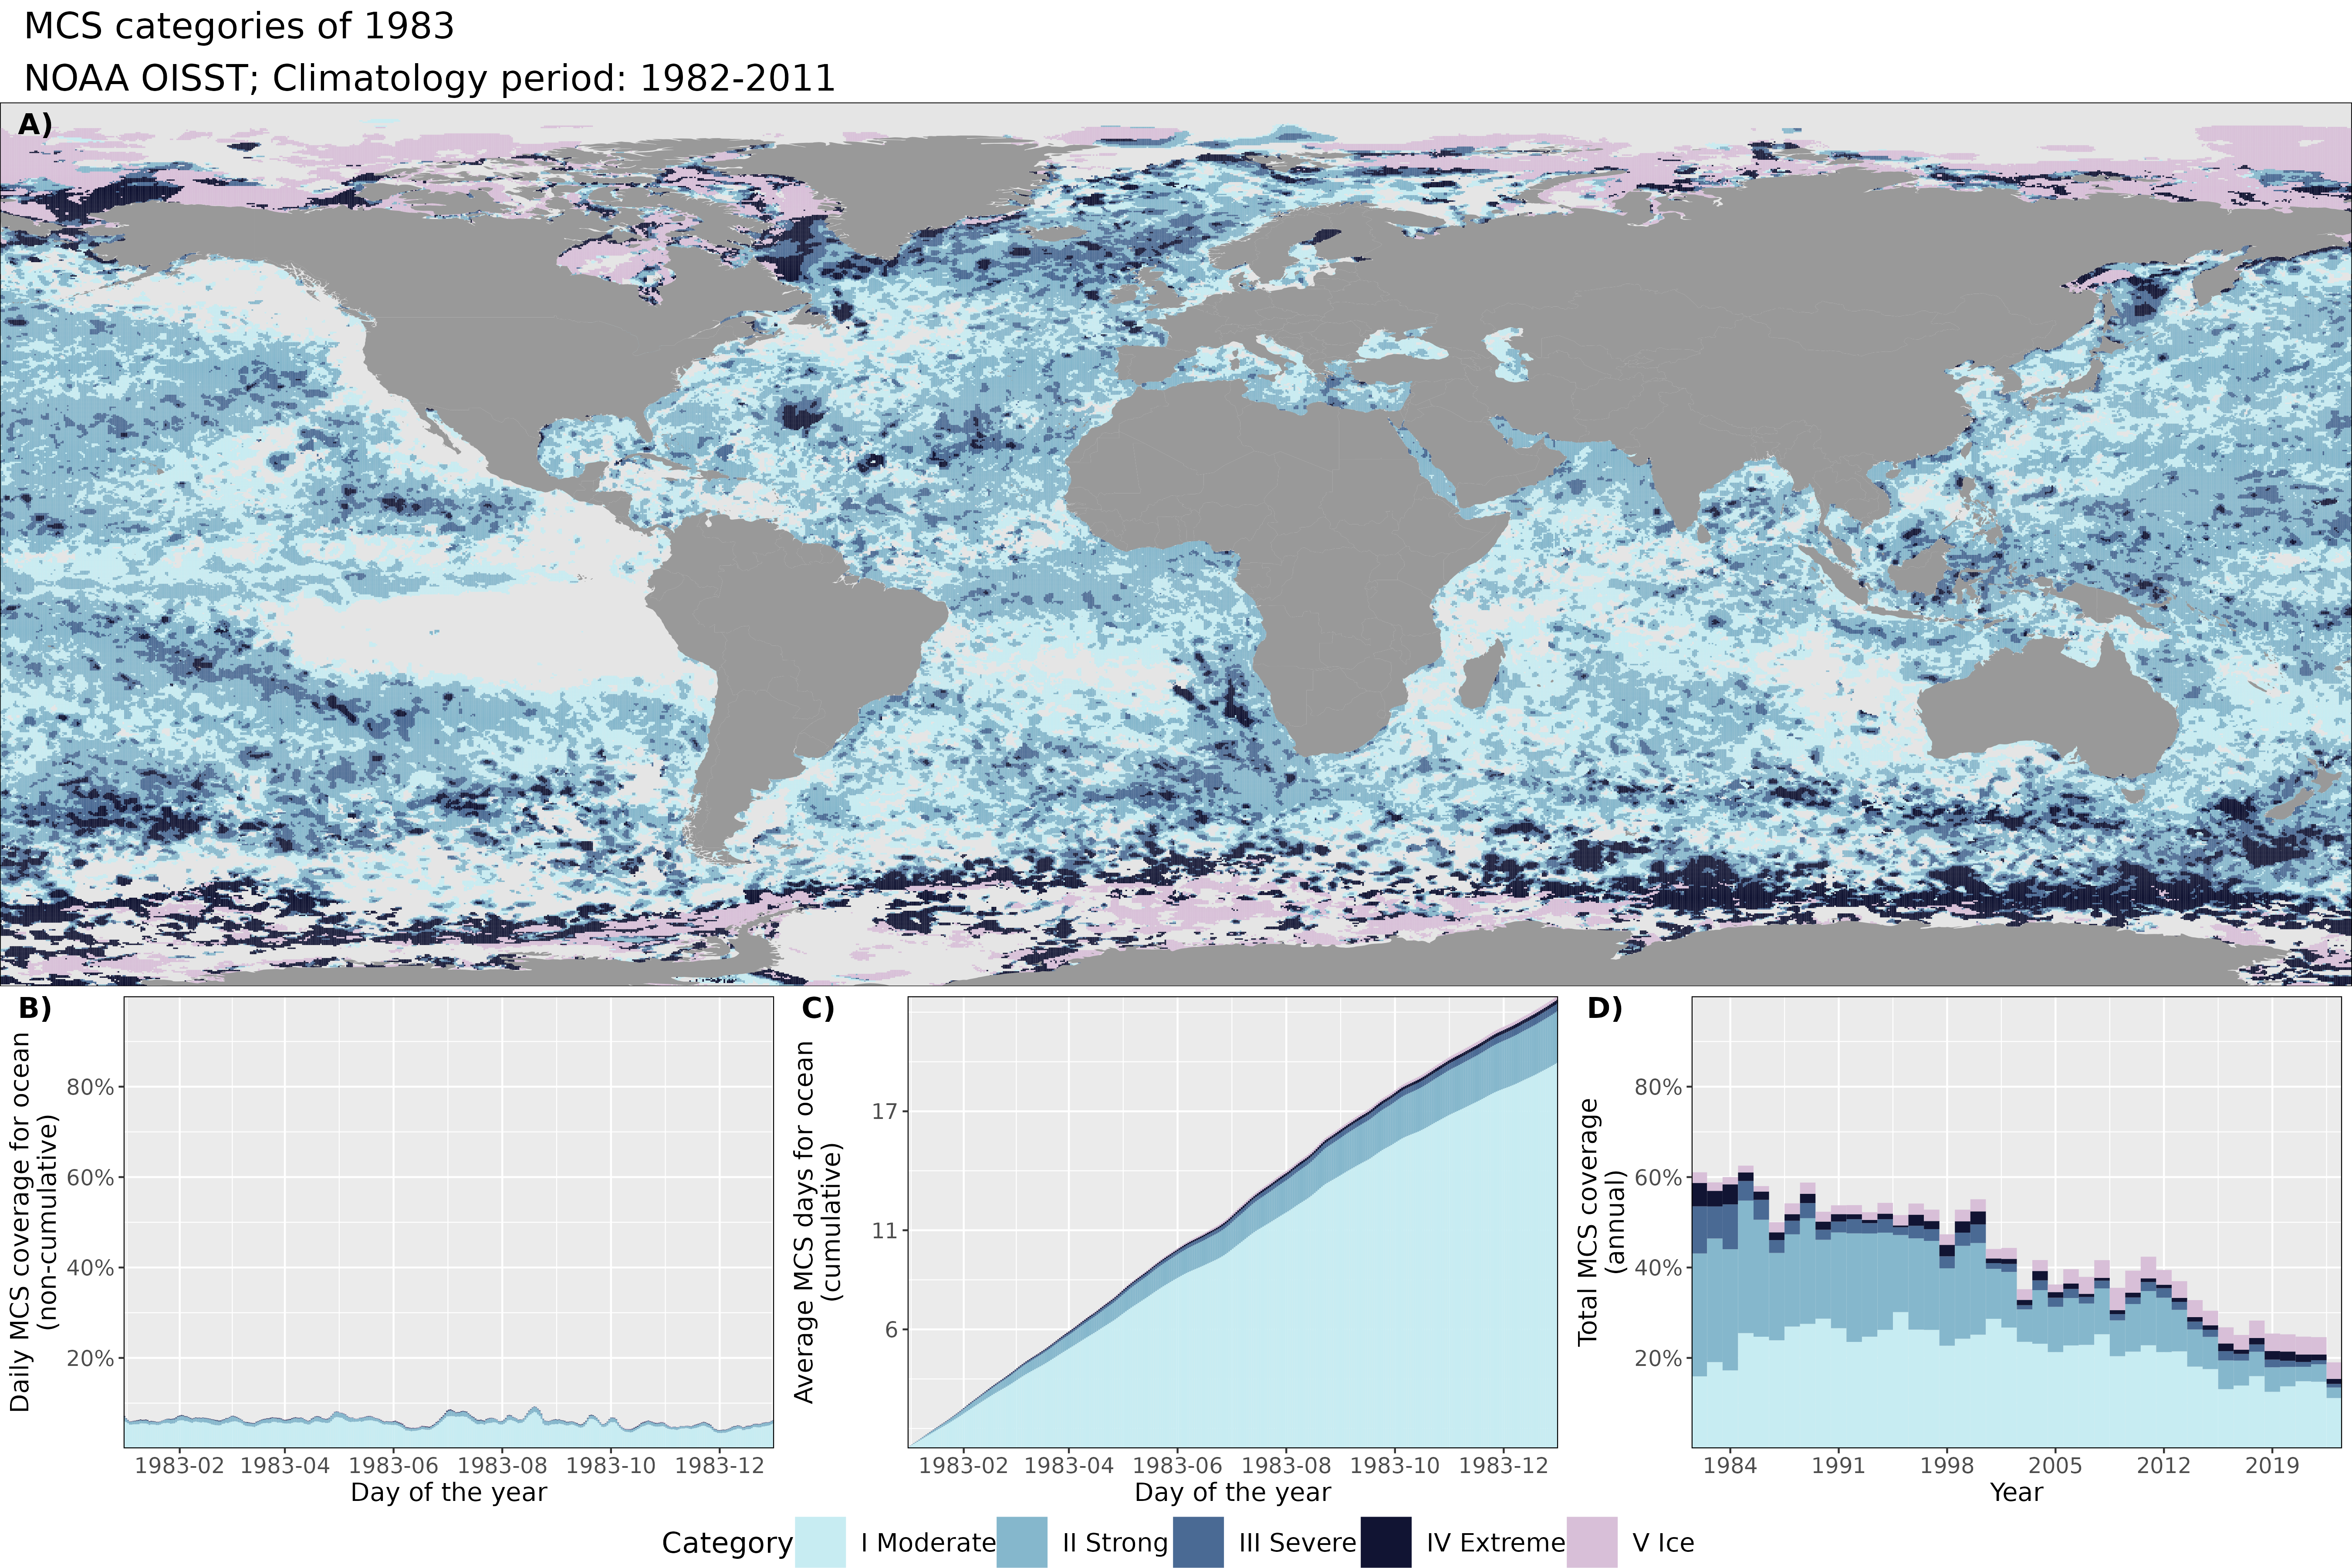 MCS categories of 1983
NOAA OISST; Climatology period: 1982-2011
A)
B)
Daily MCS coverage for ocean
(non-cumulative)
80%
60%
40%
20%
1983-02 1983-04 1983-06 1983-08 1983-10 1983-12
Day of the year
C)
Average MCS days for ocean
(cumulative)
17
11
6
1983-02 1983-04 1983-06 1983-08 1983-10 1983-12
Day of the year
D)
Total MCS coverage
(annual)
80%
60%
40%
20%
1984 1991 1998 2005 2012 2019
Year
Category I Moderate II Strong III Severe IV Extreme V Ice